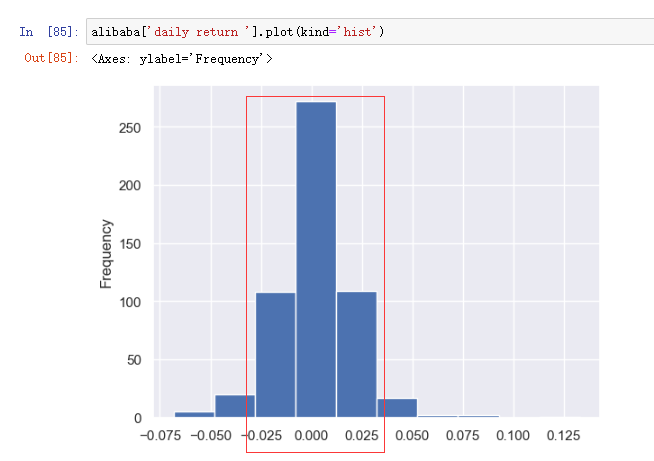 In [85]: alibaba['daily return '].plot(kind='hist')
Out[85]: <Axes: ylabel='Frequency'>
250
200
150
100
50
0
Frequency
−0.075 −0.050 −0.025 0.000 0.025 0.050 0.075 0.100 0.125